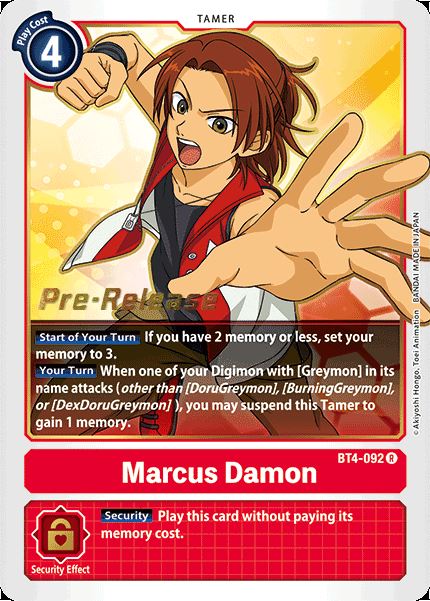 TAMER
Play Cost
4
© Akiyoshi Hongo, Toei Animation BANDAI MADE IN JAPAN
Pre-Release
Start of Your Turn If you have 2 memory or less, set your
memory to 3.
Your Turn When one of your Digimon with [Greymon] in its
name attacks (other than [DoruGreymon], [BurningGreymon],
or [DexDoruGreymon] ), you may suspend this Tamer to
gain 1 memory.
BT4-092 R
Marcus Damon
Security Play this card without paying its
memory cost.
Security Effect